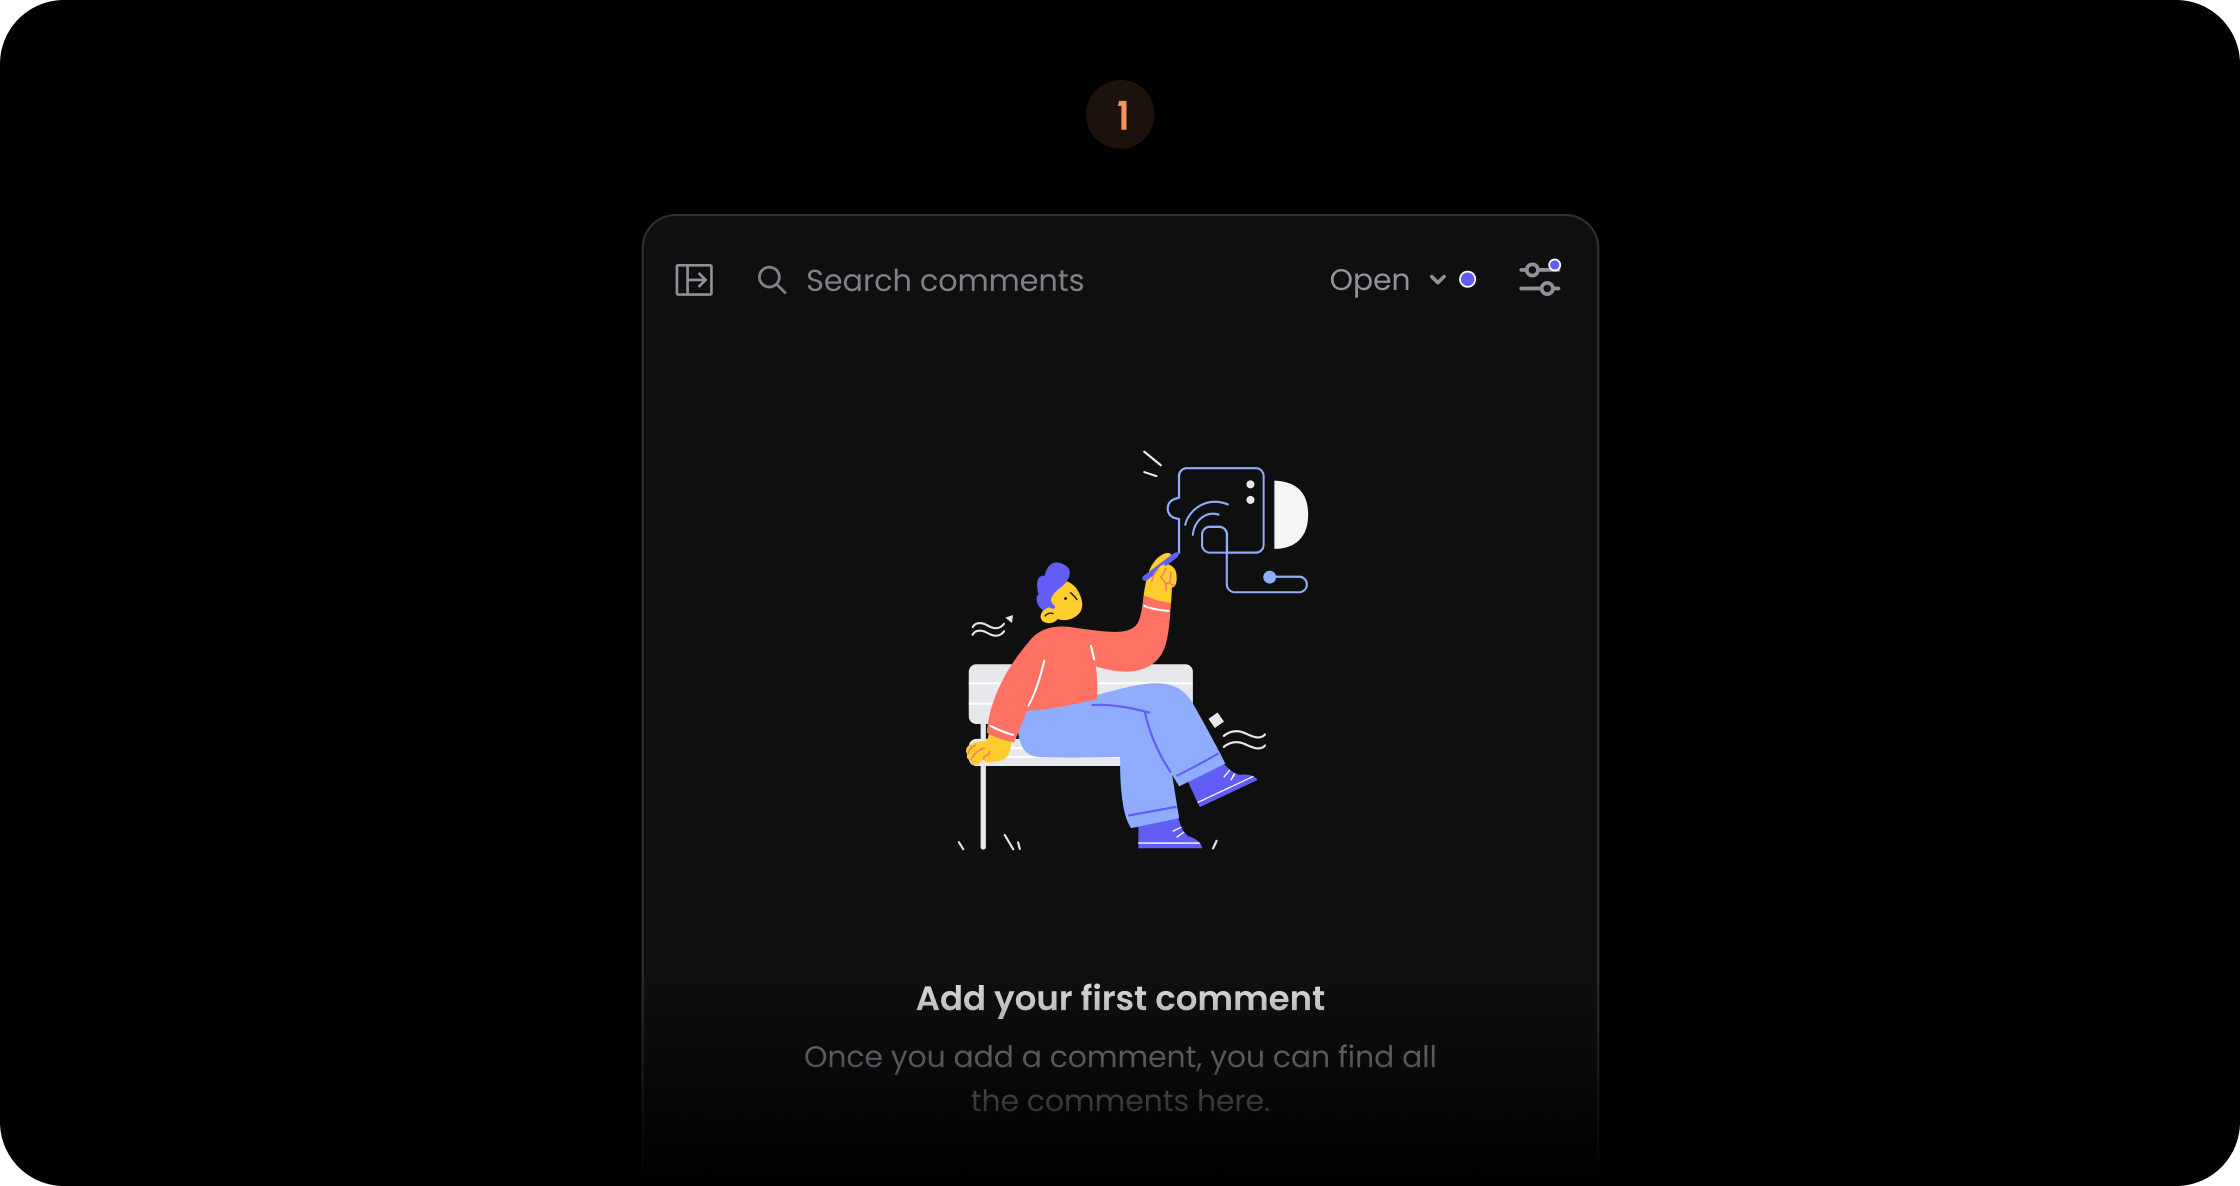 1
Search comments
Open
Add your first comment
Once you add a comment, you can find all
the comments here.